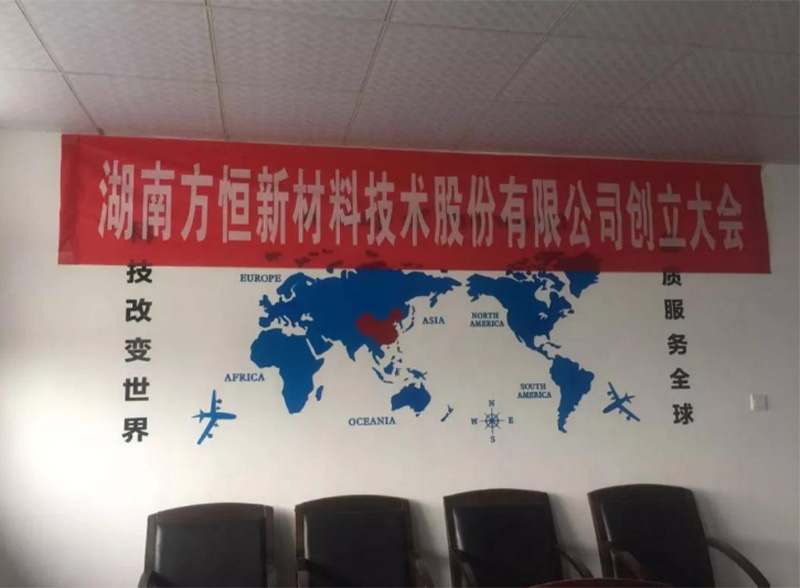 湖南方恒新材料技术股份有限公司创立大会
技改变世界
质服务全球
EUROPE
ASIA
NORTH
AMERICA
AFRICA
SOUTH
AMERICA
OCEANIA
N
W
E
S